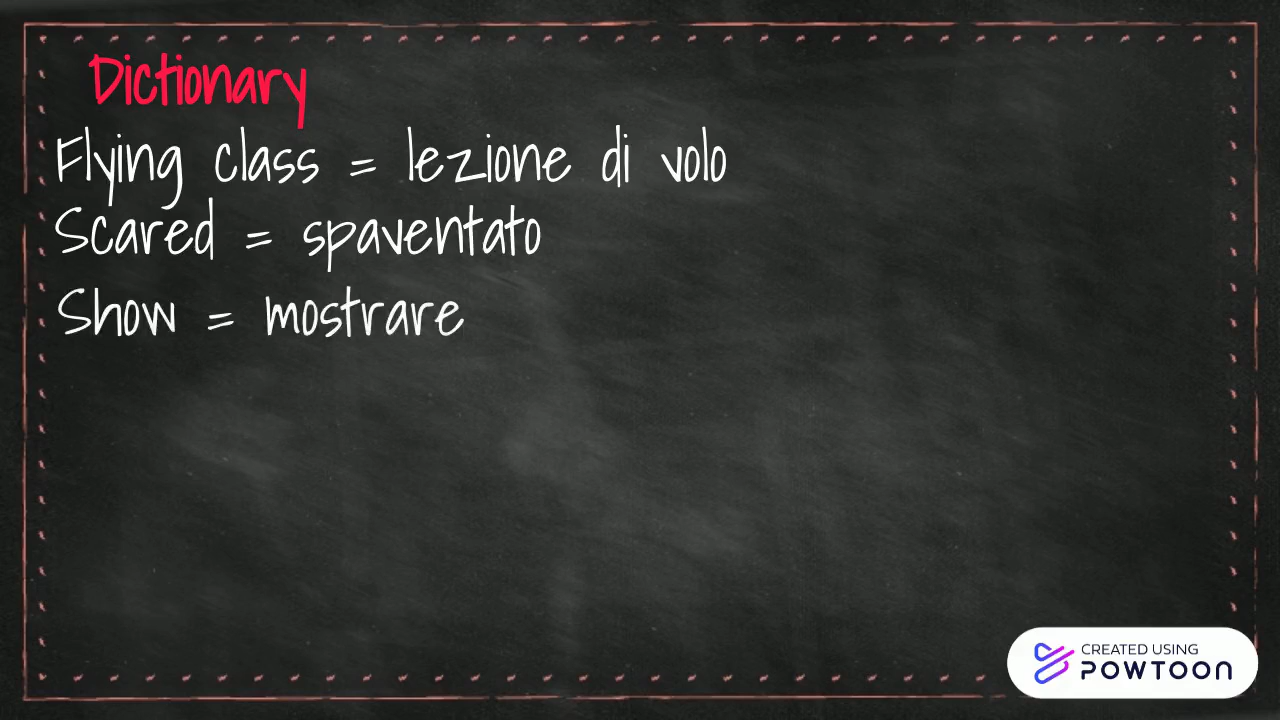 Dictionary
Flying class = lezione di volo
Scared = spaventato
Show = mostrare
CREATED USING
POWTOON